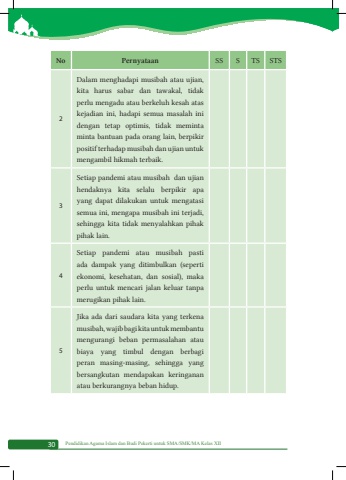 No Pernyataan SS S TS STS
Dalam menghadapi musibah atau ujian,
kita harus sabar dan tawakal, tidak
perlu mengadu atau berkeluh kesah atas
kejadian ini, hadapi semua masalah ini
2
dengan tetap optimis, tidak meminta
minta bantuan pada orang lain, berpikir
positif terhadap musibah dan ujian untuk
mengambil hikmah terbaik.
Setiap pandemi atau musibah dan ujian
hendaknya kita selalu berpikir apa
3
yang dapat dilakukan untuk mengatasi
semua ini, mengapa musibah ini terjadi,
sehingga kita tidak menyalahkan pihak
pihak lain.
Setiap pandemi atau musibah pasti
ada dampak yang ditimbulkan (seperti
4
ekonomi, kesehatan, dan sosial), maka
perlu untuk mencari jalan keluar tanpa
merugikan pihak lain.
Jika ada dari saudara kita yang terkena
musibah, wajib bagi kita untuk membantu
mengurangi beban permasalahan atau
5
biaya yang timbul dengan berbagi
peran masing-masing, sehingga yang
bersangkutan mendapakan keringanan
atau berkurangnya beban hidup.
30 Pendidikan Agama Islam dan Budi Pekerti untuk SMA/SMK/MA Kelas XII